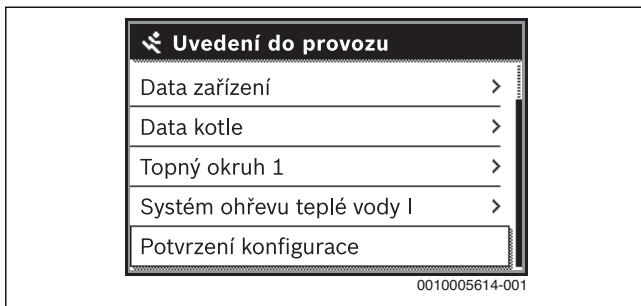 Uvedení do provozu
Data zařízení >
Data kotle >
Topný okruh 1 >
Systém ohřevu teplé vody I >
Potvrzení konfigurace
0010005614-001